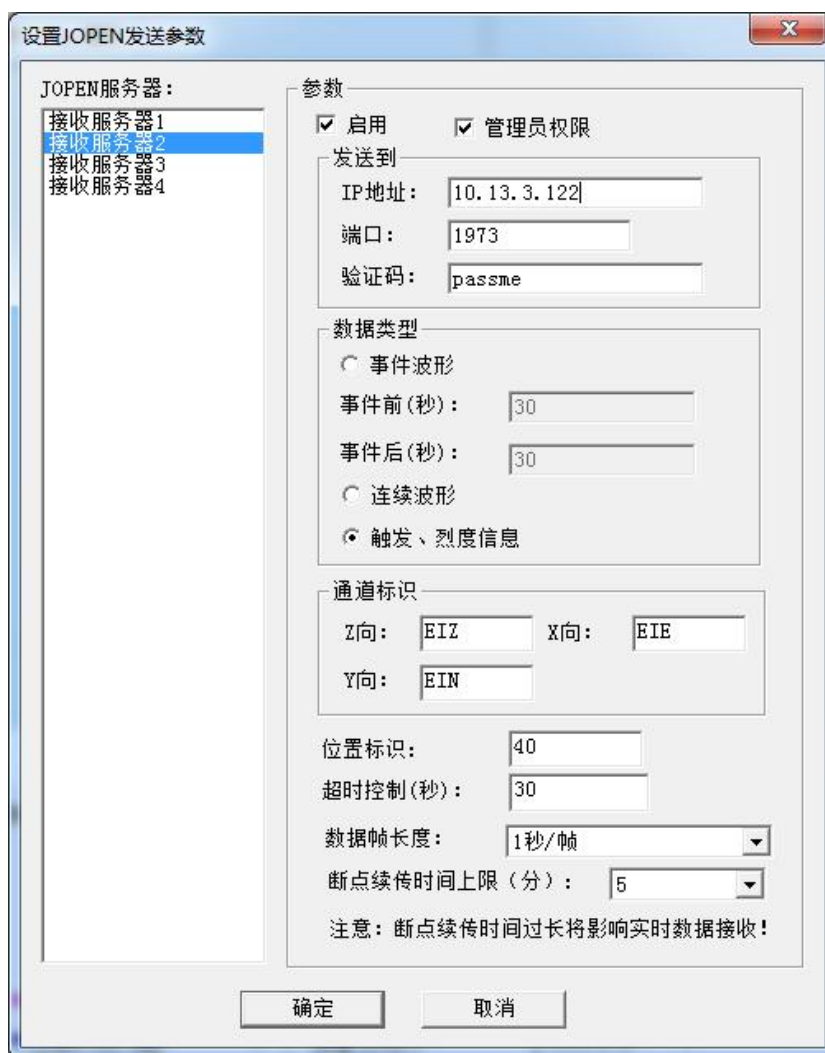 设置JOPEN发送参数
JOPEN服务器：
接收服务器1
接收服务器2
接收服务器3
接收服务器4
参数
启用 管理员权限
发送到
IP地址： 10.13.3.122
端口： 1973
验证码： passme
数据类型
事件波形
事件前(秒)： 30
事件后(秒)： 30
连续波形
触发、烈度信息
通道标识
Z向： EIZ X向： EIE
Y向： EIN
位置标识： 40
超时控制(秒)： 30
数据帧长度： 1秒/帧
断点续传时间上限（分）： 5
注意：断点续传时间过长将影响实时数据接收！
确定 取消